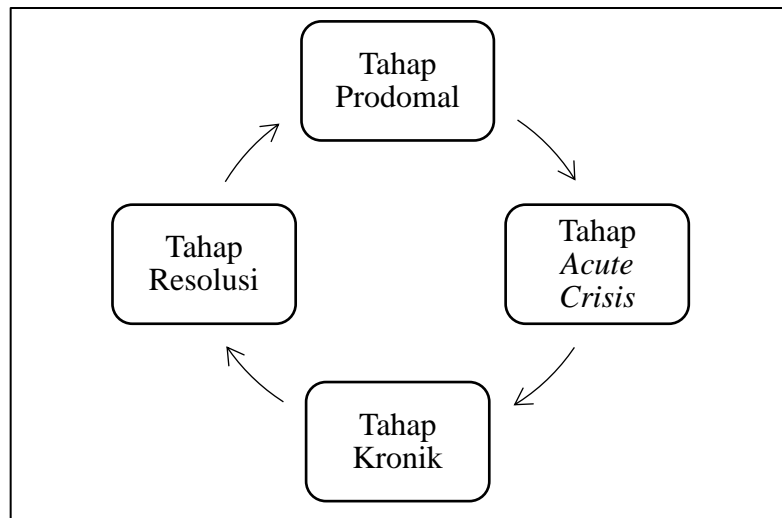 Tahap
Prodomal
Tahap
Acute
Crisis
Tahap
Kronik
Tahap
Resolusi